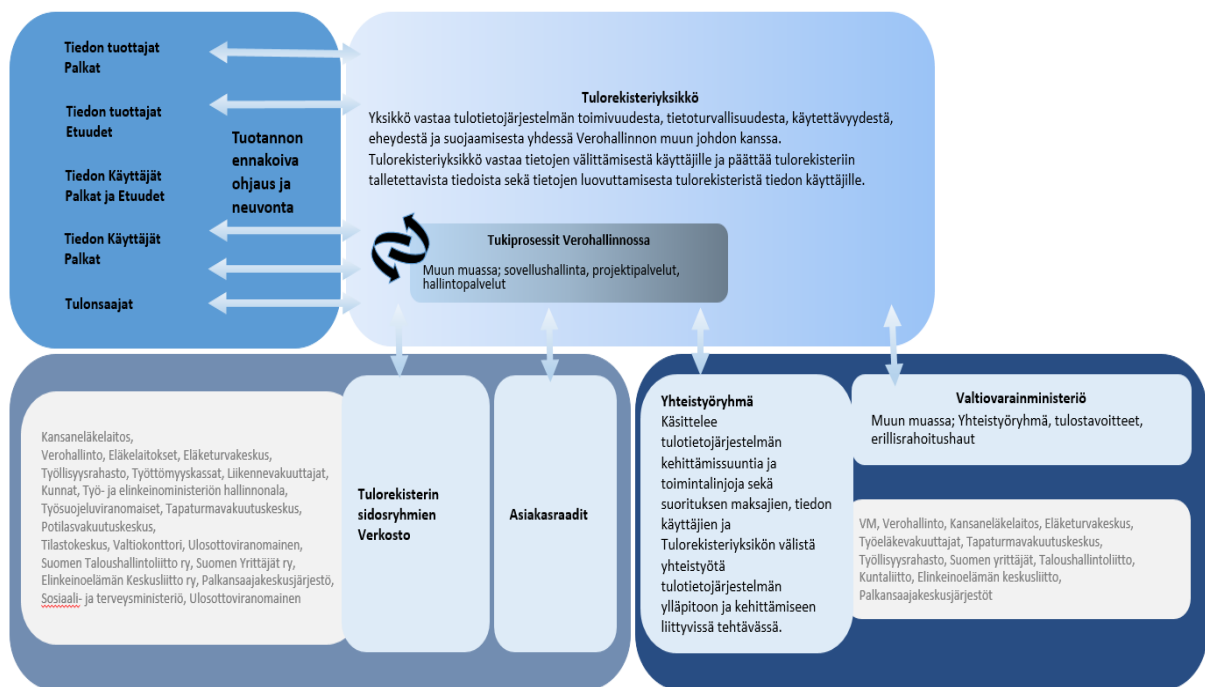 Tiedon tuottajat
Palkat
Tiedon tuottajat
Etuudet
Tiedon Käyttäjät
Palkat ja Etuudet
Tiedon Käyttäjät
Palkat
Tulonsaajat
Tuotannon
ennakoiva
ohjaus ja
neuvonta
Tulorekisteriyksikkö
Yksikkö vastaa tulotietojärjestelmän toimivuudesta, tietoturvallisuudesta, käytettävyydestä,
eheydestä ja suojaamisesta yhdessä Verohallinnon muun johdon kanssa.
Tulorekisteriyksikkö vastaa tietojen välittämisestä käyttäjille ja päättää tulorekisteriin
talletettavista tiedoista sekä tietojen luovuttamisesta tulorekisteristä tiedon käyttäjille.
Tukiprosessit Verohallinnossa
Muun muassa; sovellushallinta, projektipalvelut,
hallintopalvelut
Kansaneläkelaitos,
Verohallinto, Eläkelaitokset, Eläketurvakeskus,
Työllisyysrahasto, Työttömyyskassat, Liikennevakuuttajat,
Kunnat, Työ- ja elinkeinoministeriön hallinnonala,
Työsuojeluviranomaiset, Tapaturmavakuutuskeskus,
Potilasvakuutuskeskus,
Tilastokeskus, Valtiokonttori, Ulosottoviranomainen,
Suomen Taloushallintoliitto ry, Suomen Yrittäjät ry,
Elinkeinoelämän Keskusliitto ry, Palkansaajakeskusjärjestö,
Sosiaali- ja terveysministeriö, Ulosottoviranomainen
Tulorekisterin
sidosryhmien
Verkosto
Asiakasraadit
Yhteistyöryhmä
Käsittelee
tulotietojärjestelmän
kehittämissuuntia ja
toimintalinjoja sekä
suorituksen maksajien, tiedon
käyttäjien ja
Tulorekisteriyksikön välistä
yhteistyötä
tulotietojärjestelmän
ylläpitoon ja kehittämiseen
liittyvissä tehtävässä.
Valtiovarainministeriö
Muun muassa; Yhteistyöryhmä, tulostavoitteet,
erillisrahoitushaut
VM, Verohallinto, Kansaneläkelaitos, Eläketurvakeskus,
Työeläkevakuuttajat, Tapaturmavakuutuskeskus,
Työllisyysrahasto, Suomen yrittäjät, Taloushallintoliitto,
Kuntaliitto, Elinkeinoelämän keskusliitto,
Palkansaajakeskusjärjestöt